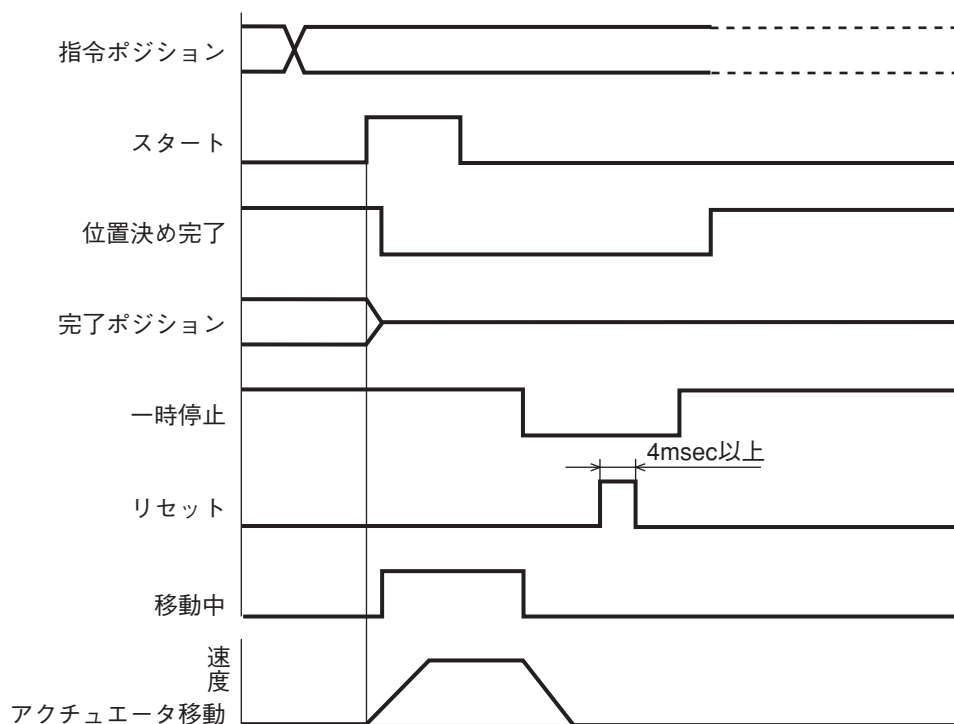 指令ポジション
スタート
位置決め完了
完了ポジション
一時停止
4msec以上
リセット
移動中
速度
アクチュエータ移動